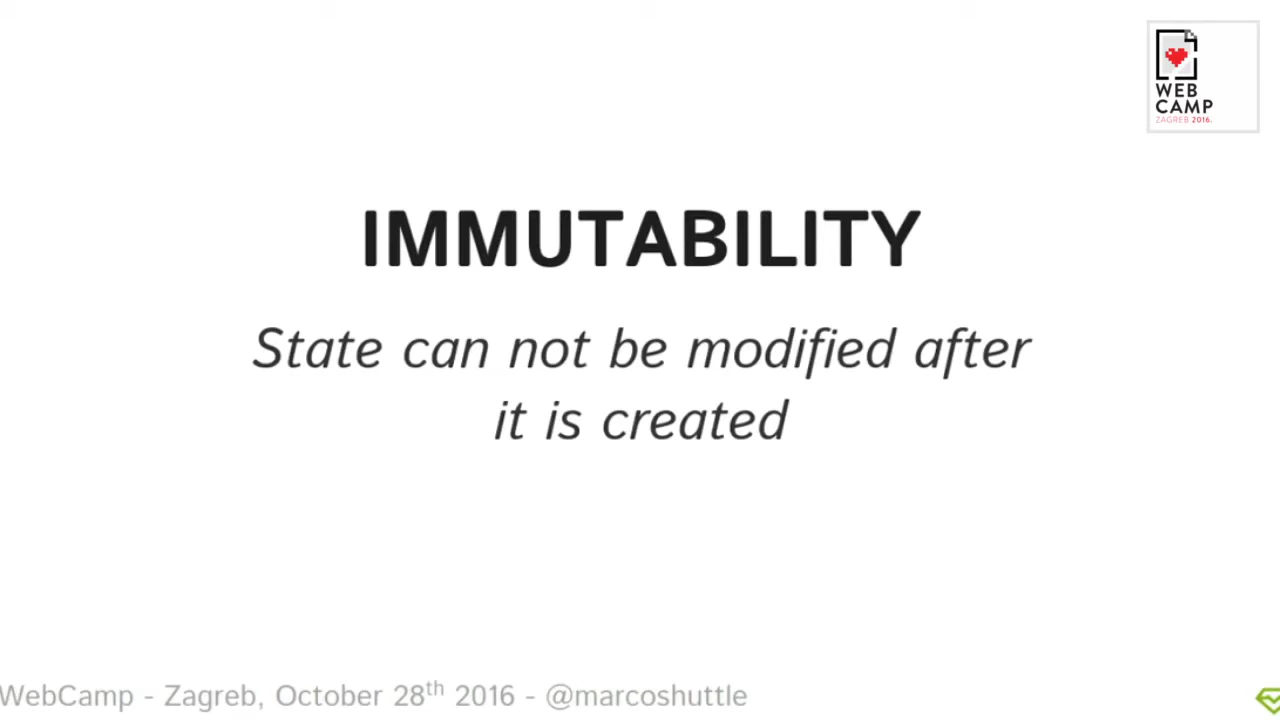 WEB
CAMP
ZAGREB 2016.
IMMUTABILITY
State can not be modified after
it is created
WebCamp - Zagreb, October 28th 2016 - @marcoshuttle